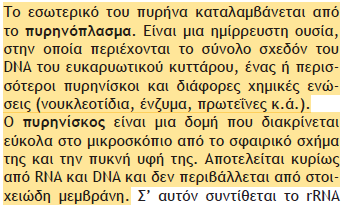 Το εσωτερικό του πυρήνα καταλαμβάνεται από
το πυρηνόπλασμα. Είναι μια ημίρρευστη ουσία,
στην οποία περιέχονται το σύνολο σχεδόν του
DNA του ευκαρυωτικού κυττάρου, ένας ή περισ-
σότεροι πυρηνίσκοι και διάφορες χημικές ενώ-
σεις (νουκλεοτίδια, ένζυμα, πρωτεΐνες κ.ά.).
Ο πυρηνίσκος είναι μια δομή που διακρίνεται
εύκολα στο μικροσκόπιο από το σφαιρικό σχήμα
της και την πυκνή υφή της. Αποτελείται κυρίως
από RNA και DNA και δεν περιβάλλεται από στοι-
χειώδη μεμβράνη. Σ' αυτόν συντίθεται το rRNA